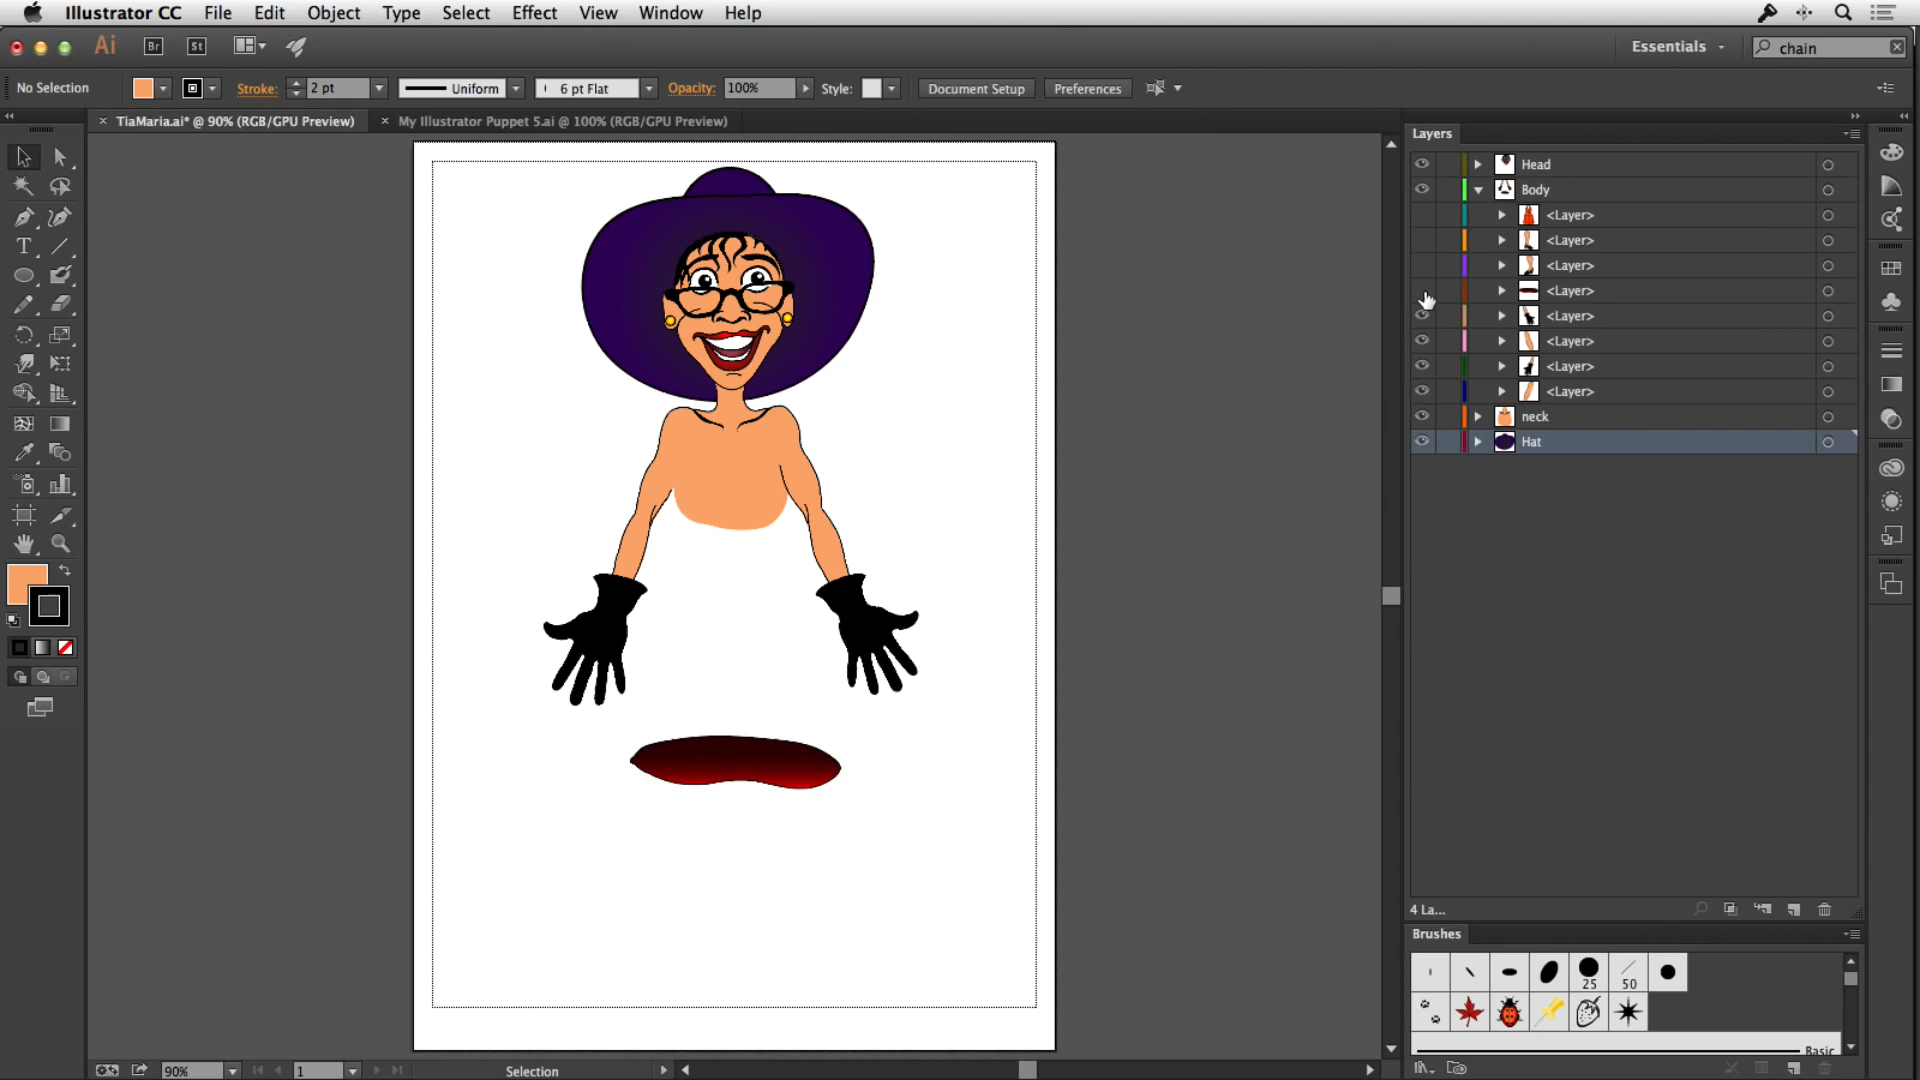 Illustrator CC File Edit Object Type Select Effect View Window Help
Ai Br St Essentials chain
No Selection Stroke: 2 pt Uniform 6 pt Flat Opacity: 100% Style: Document Setup Preferences
TiaMaria.ai* @ 90% (RGB/GPU Preview) My Illustrator Puppet 5.ai @ 100% (RGB/GPU Preview)
Layers
Head
Body
<Layer>
<Layer>
<Layer>
<Layer>
<Layer>
<Layer>
<Layer>
<Layer>
neck
Hat
4 La...
Brushes
25 50
Basic
90% 1 Selection